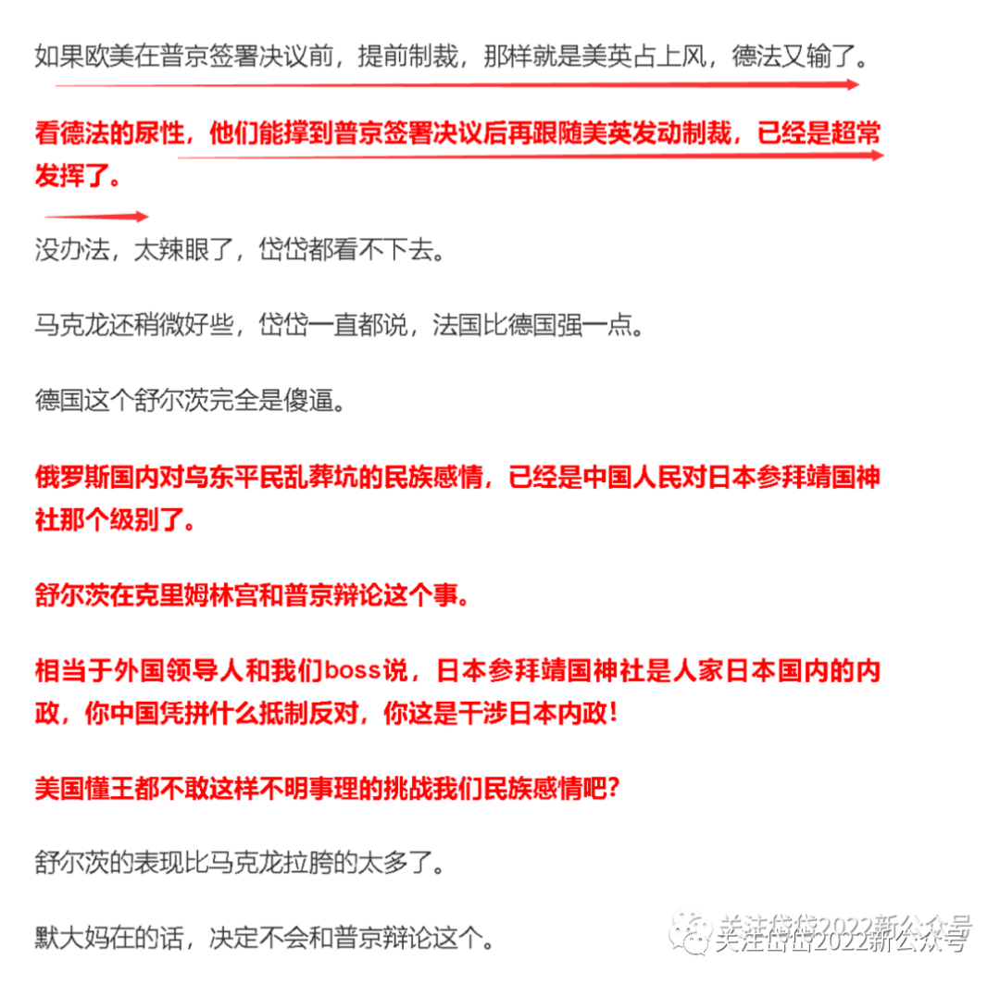 如果欧美在普京签署决议前，提前制裁，那样就是美英占上风，德法又输了。
看德法的尿性，他们能撑到普京签署决议后再跟随美英发动制裁，已经是超常
发挥了。
没办法，太辣眼了，岱岱都看不下去。
马克龙还稍微好些，岱岱一直都说，法国比德国强一点。
德国这个舒尔茨完全是傻逼。
俄罗斯国内对乌东平民乱葬坑的民族感情，已经是中国人民对日本参拜靖国神
社那个级别了。
舒尔茨在克里姆林宫和普京辩论这个事。
相当于外国领导人和我们boss说，日本参拜靖国神社是人家日本国内的内
政，你中国凭拼什么抵制反对，你这是干涉日本内政！
美国懂王都不敢这样不明事理的挑战我们民族感情吧？
舒尔茨的表现比马克龙拉胯的太多了。
默大妈在的话，决定不会和普京辩论这个。
关注岱岱2022新公众号
关注岱岱2022新公众号